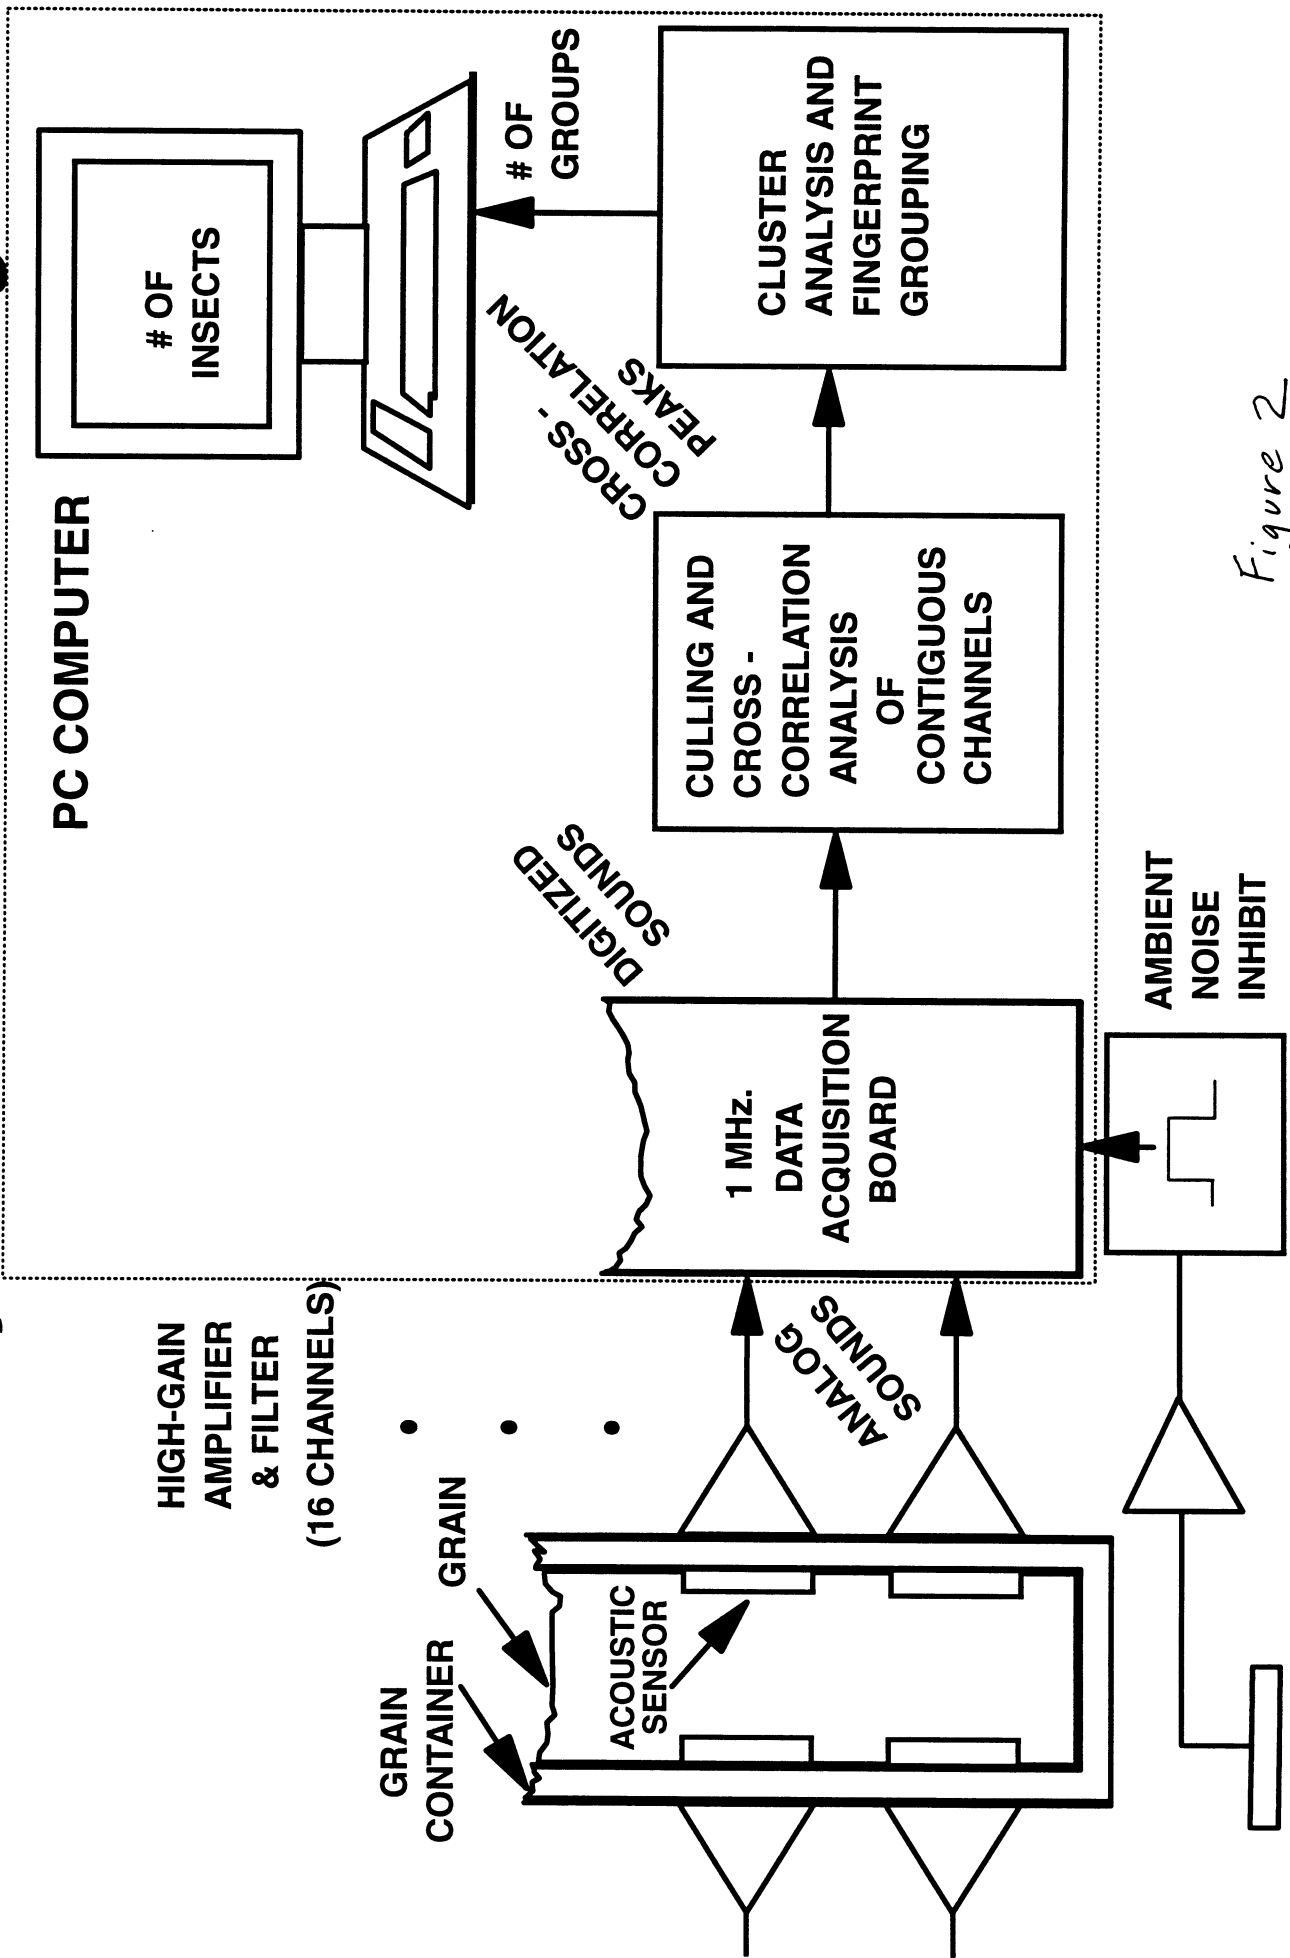 HIGH-GAIN
AMPLIFIER
& FILTER
(16 CHANNELS)
GRAIN
CONTAINER
GRAIN
ACOUSTIC
SENSOR
ANALOG
SOUNDS
PC COMPUTER
1 MHz.
DATA
ACQUISITION
BOARD
DIGITIZED
SOUNDS
CULLING AND
CROSS -
CORRELATION
ANALYSIS
OF
CONTIGUOUS
CHANNELS
CROSS -
CORRELATION
PEAKS
CLUSTER
ANALYSIS AND
FINGERPRINT
GROUPING
# OF
GROUPS
# OF
INSECTS
AMBIENT
NOISE
INHIBIT
Figure 2